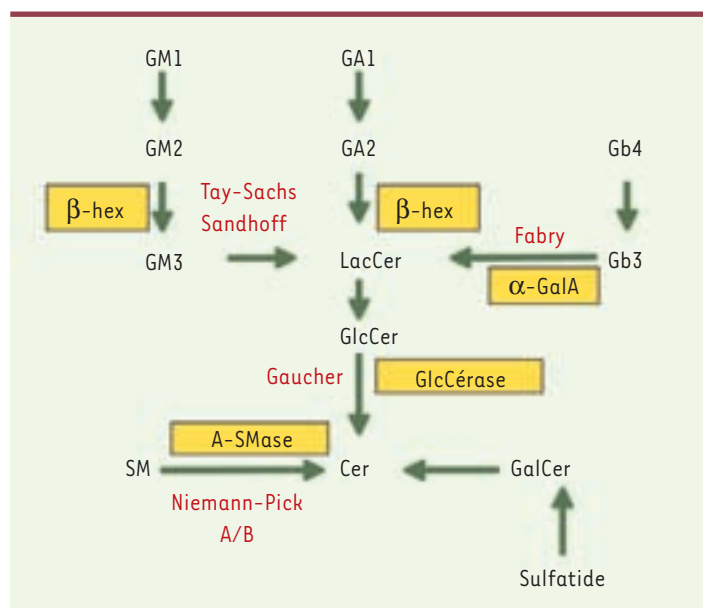 GM1
GA1
GM2
GA2
Gb4
β-hex
Tay-Sachs
Sandhoff
β-hex
GM3
LacCer
Fabry
Gb3
α-GalA
GlcCer
Gaucher
GlcCérase
A-SMase
SM
Cer
GalCer
Niemann-Pick
A/B
Sulfatide